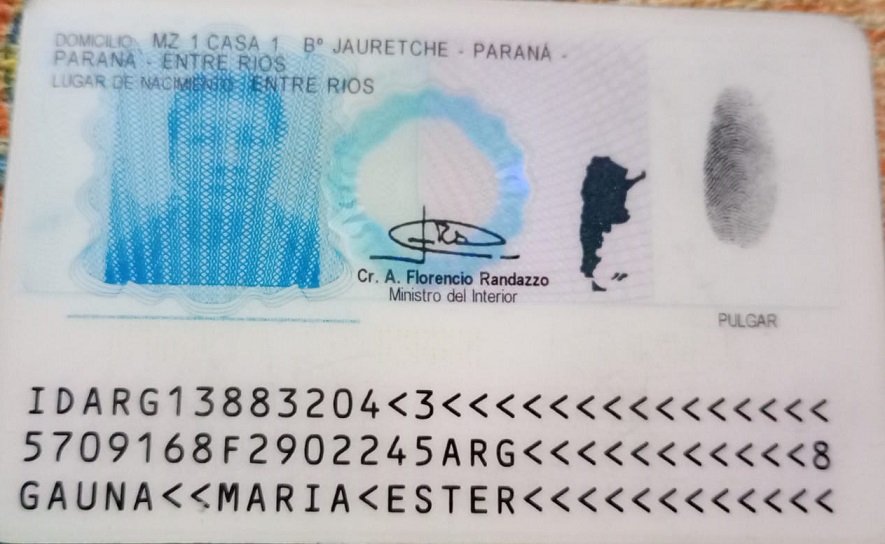 DOMICILIO: MZ 1 CASA 1 Bº JAURETCHE - PARANÁ -
PARANÁ - ENTRE RIOS
LUGAR DE NACIMIENTO: ENTRE RIOS
Cr. A. Florencio Randazzo
Ministro del Interior
PULGAR
IDARG13883204<3<<<<<<<<<<<<<<<
5709168F2902245ARG<<<<<<<<<<<8
GAUNA<<MARIA<ESTER<<<<<<<<<<<<